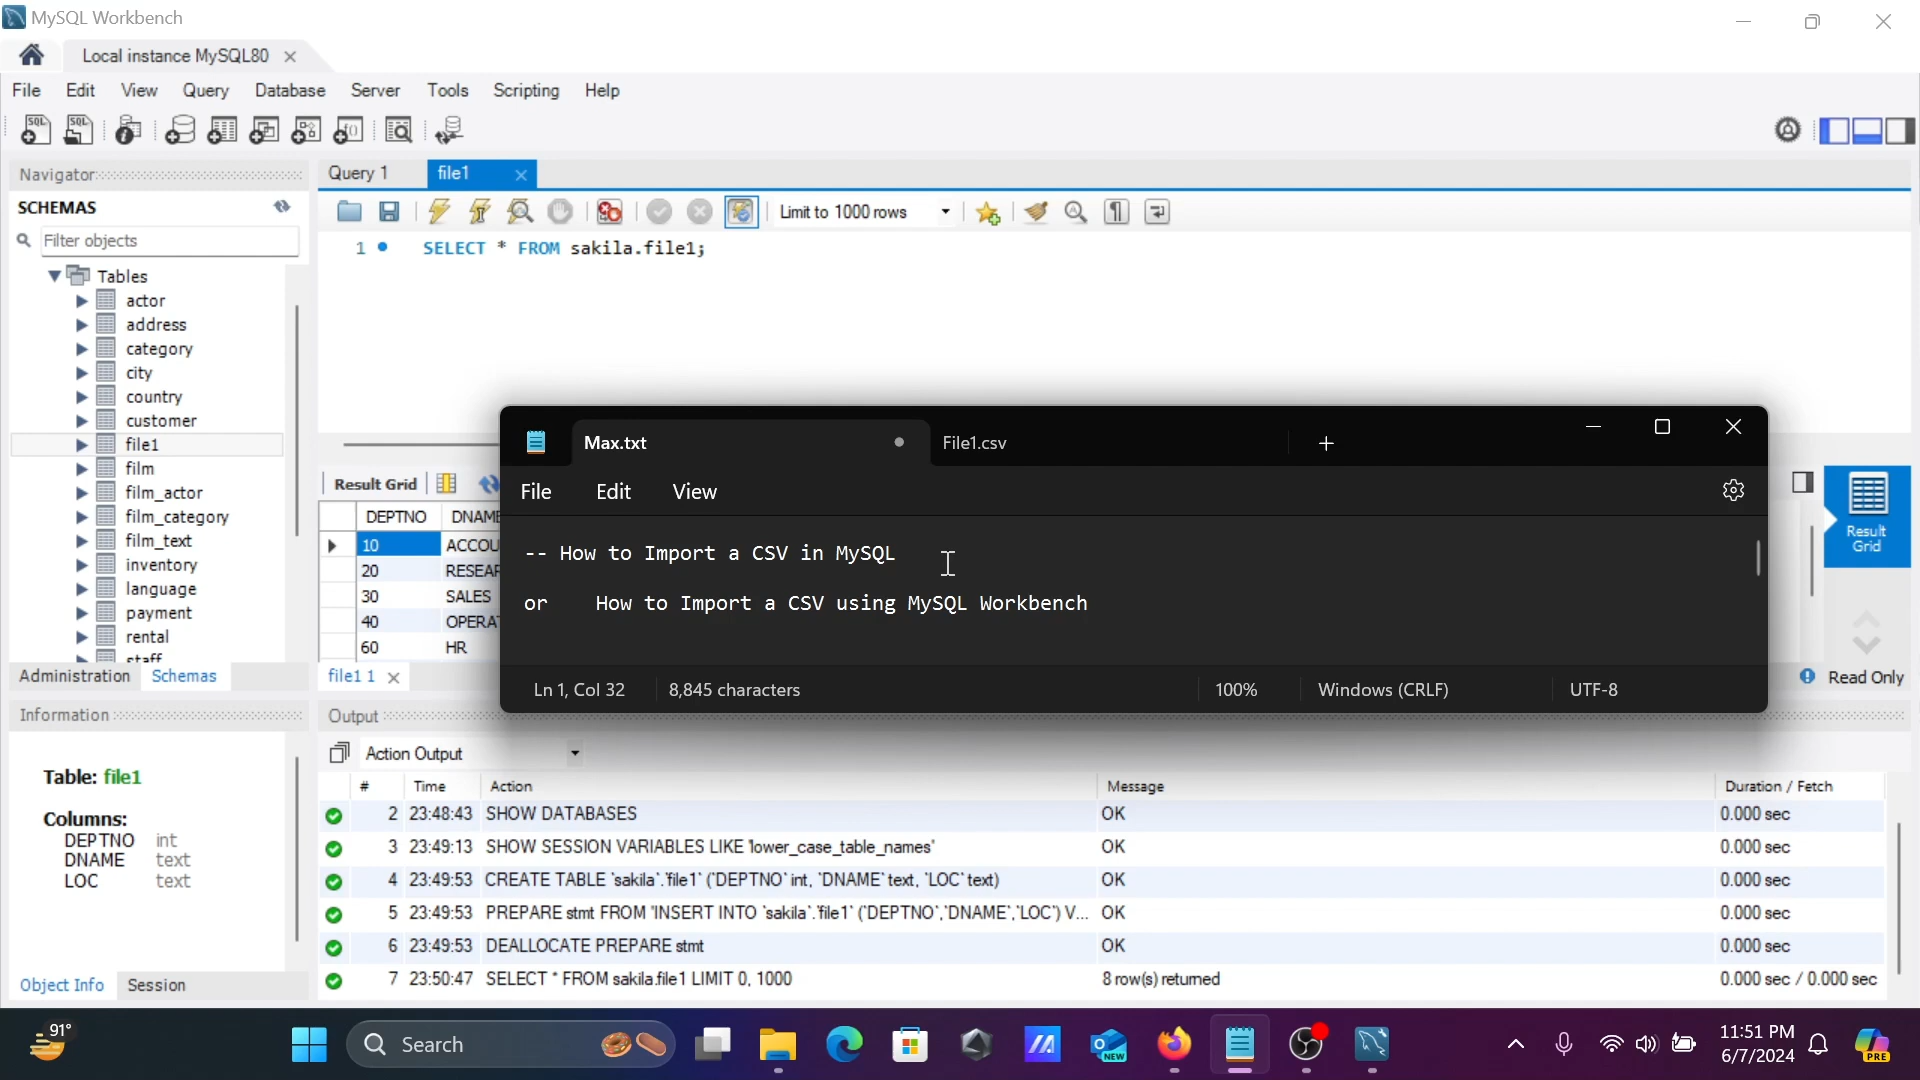 MySQL Workbench
Local instance MySQL80
File Edit View Query Database Server Tools Scripting Help
Navigator
SCHEMAS
Filter objects
Tables
actor
address
category
city
country
customer
file1
film
film_actor
film_category
film_text
inventory
language
payment
rental
staff
Administration Schemas
Information
Table: file1
Columns:
DEPTNO int
DNAME text
LOC text
Object Info Session
Query 1 file1
Limit to 1000 rows
1 SELECT * FROM sakila.file1;
Result Grid
DEPTNO DNAME
10 ACCOU
20 RESEAR
30 SALES
40 OPERAT
60 HR
file1 1
Result
Grid
Read Only
Max.txt File1.csv
File Edit View
-- How to Import a CSV in MySQL
or How to Import a CSV using MySQL Workbench
Ln 1, Col 32 8,845 characters 100% Windows (CRLF) UTF-8
Output
Action Output
# Time Action Message Duration / Fetch
2 23:48:43 SHOW DATABASES OK 0.000 sec
3 23:49:13 SHOW SESSION VARIABLES LIKE 'lower_case_table_names' OK 0.000 sec
4 23:49:53 CREATE TABLE `sakila`.`file1` (`DEPTNO` int, `DNAME` text, `LOC` text) OK 0.000 sec
5 23:49:53 PREPARE stmt FROM 'INSERT INTO `sakila`.`file1` (`DEPTNO`,`DNAME`,`LOC`) V... OK 0.000 sec
6 23:49:53 DEALLOCATE PREPARE stmt OK 0.000 sec
7 23:50:47 SELECT * FROM sakila.file1 LIMIT 0, 1000 8 row(s) returned 0.000 sec / 0.000 sec
91°
Search
NEW
11:51 PM
6/7/2024
PRE